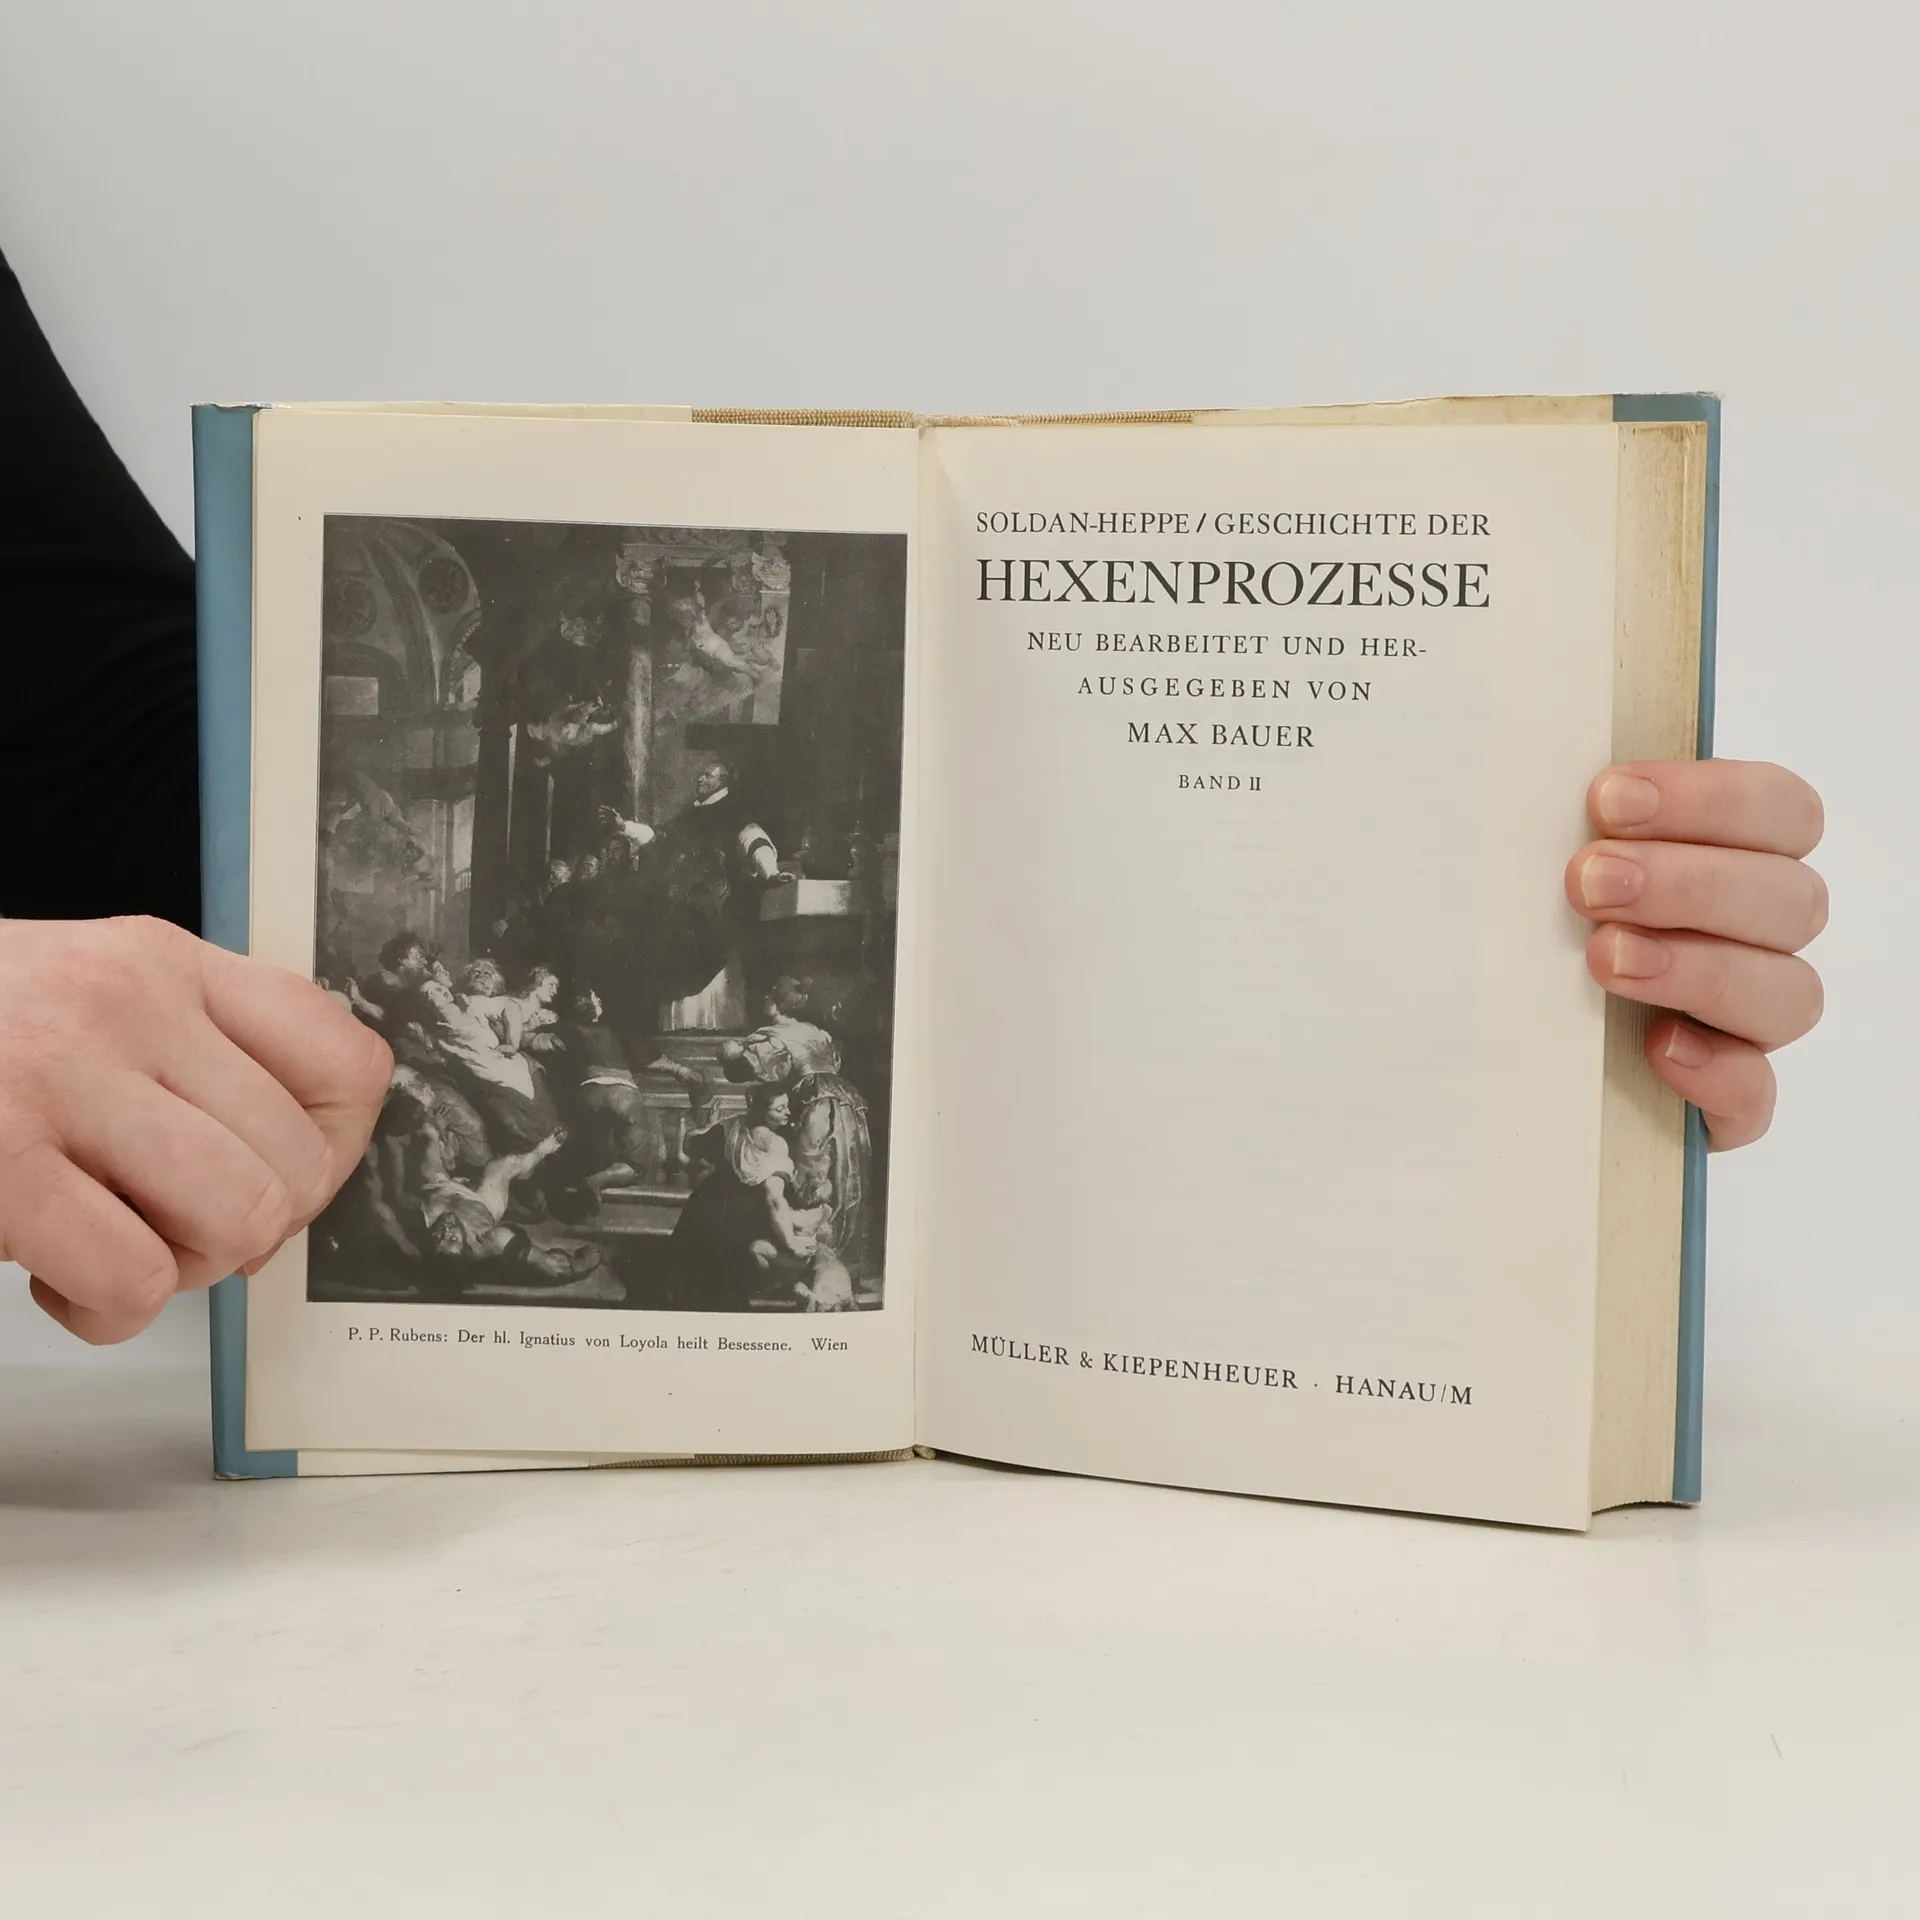 P. P. Rubens: Der hl. Ignatius von Loyola heilt Besessene. Wien
SOLDAN-HEPPE / GESCHICHTE DER
HEXENPROZESSE
NEU BEARBEITET UND HER-
AUSGEGEBEN VON
MAX BAUER
BAND II
MÜLLER & KIEPENHEUER · HANAU/M